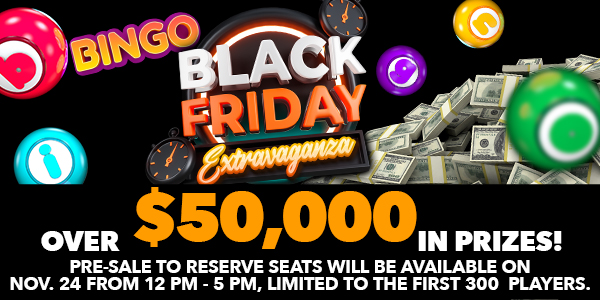 BINGO
BLACK
FRIDAY
Extravaganza
B
I
N
G
O
OVER $50,000 IN PRIZES!
PRE-SALE TO RESERVE SEATS WILL BE AVAILABLE ON
NOV. 24 FROM 12 PM - 5 PM, LIMITED TO THE FIRST 300 PLAYERS.